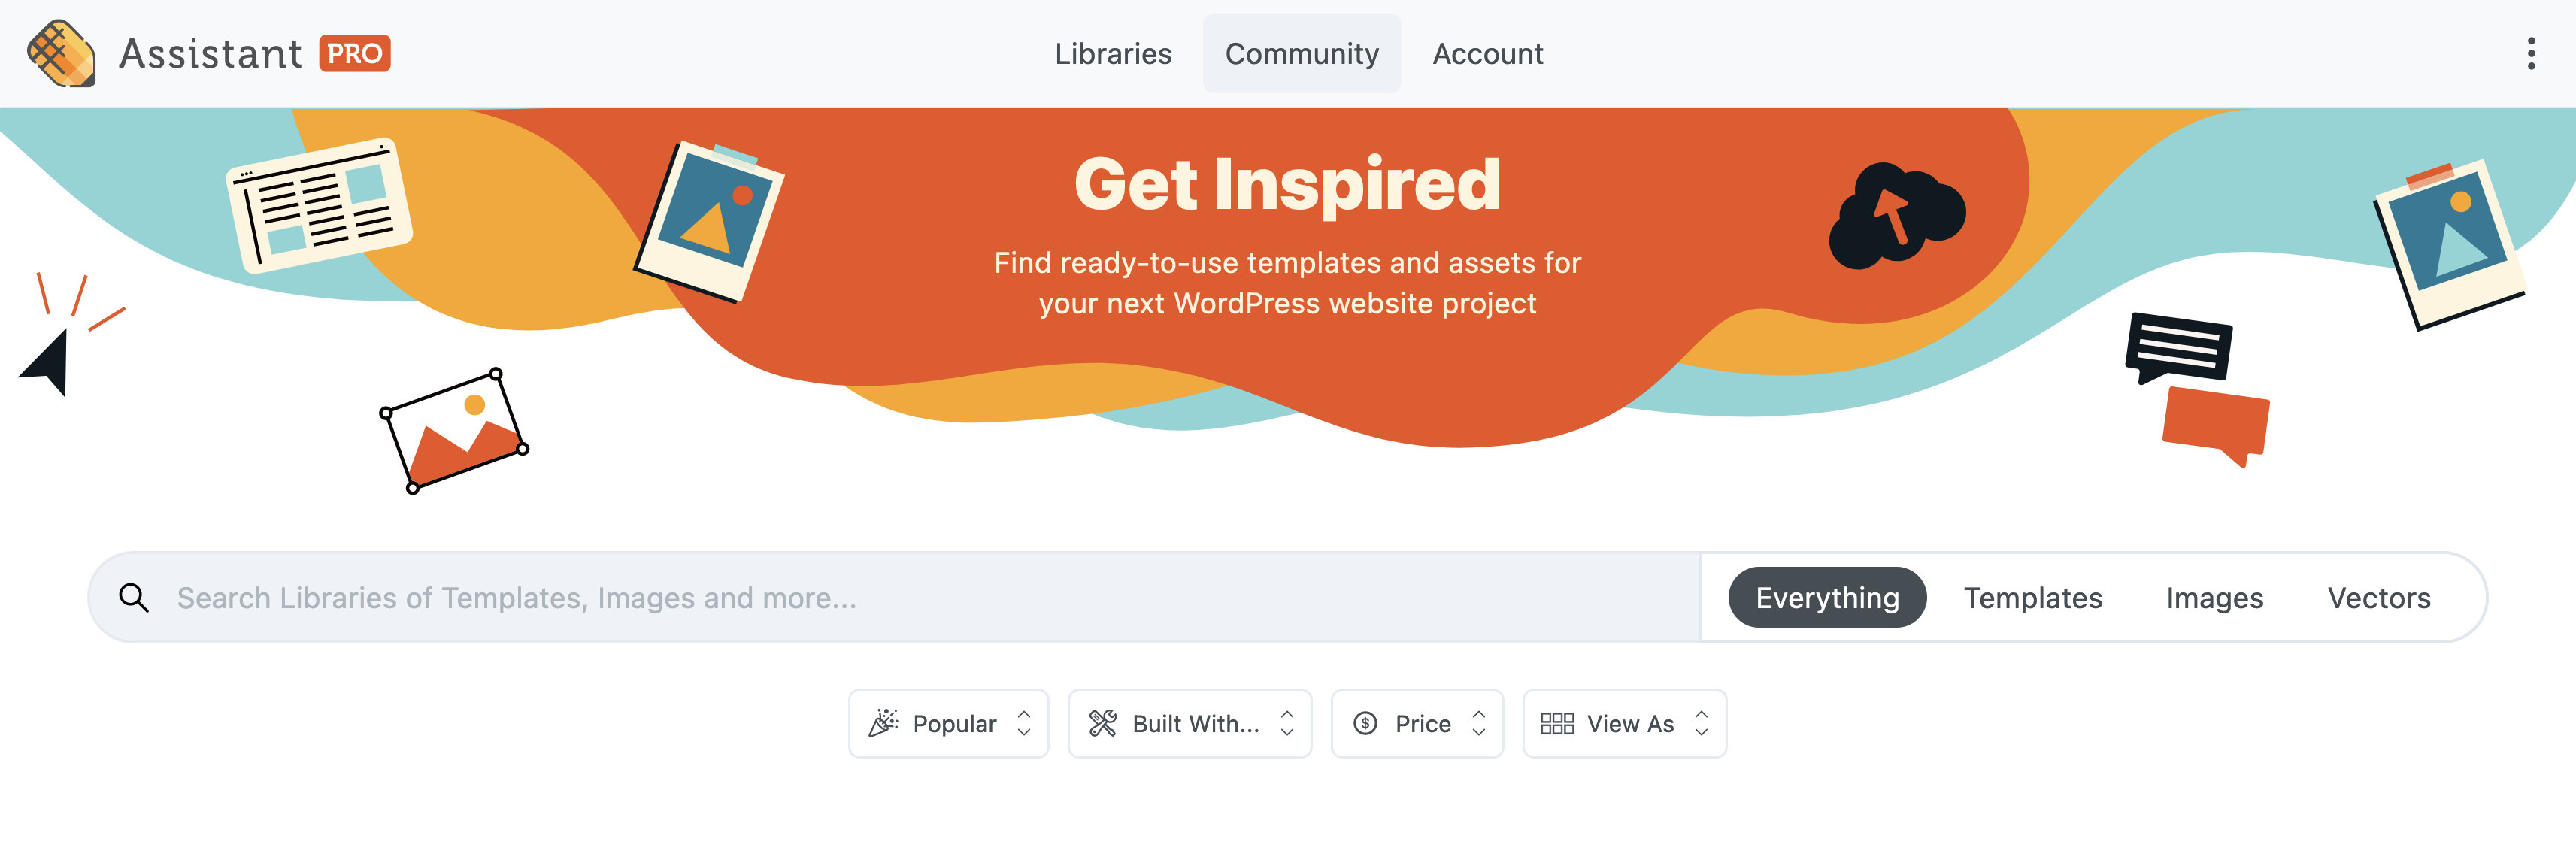 Assistant PRO
Libraries
Community
Account
Get Inspired
Find ready-to-use templates and assets for
your next WordPress website project
Search Libraries of Templates, Images and more...
Everything
Templates
Images
Vectors
Popular
Built With...
Price
View As